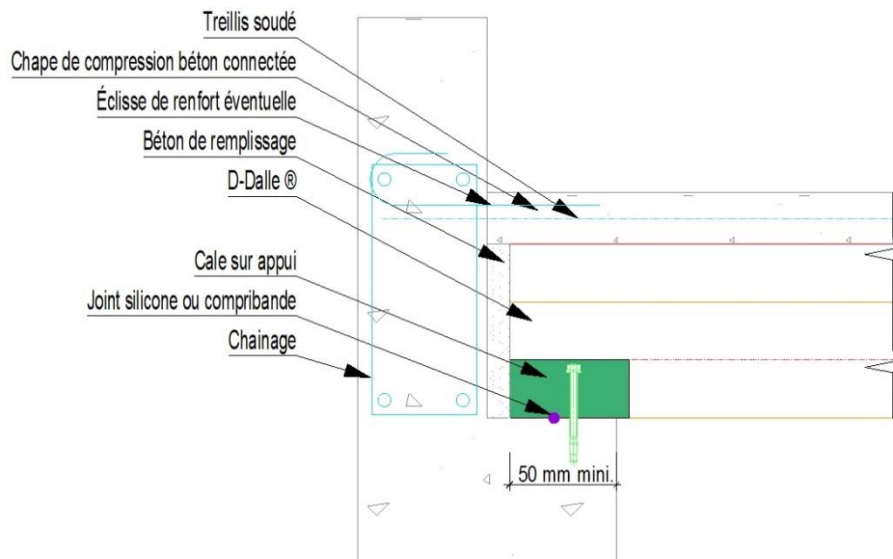 Treillis soudé
Chape de compression béton connectée
Éclisse de renfort éventuelle
Béton de remplissage
D-Dalle ®
Cale sur appui
Joint silicone ou compribande
Chainage
50 mm mini.